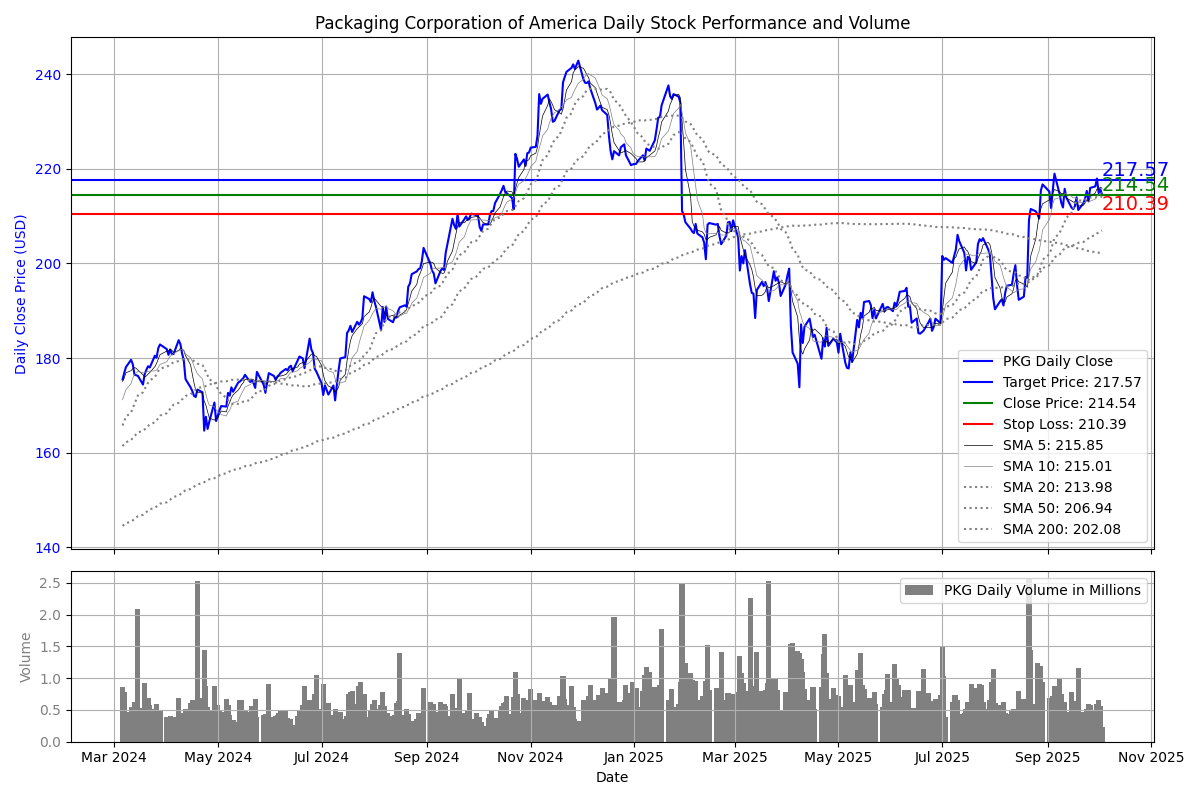 Packaging Corporation of America Daily Stock Performance and Volume
Daily Close Price (USD)
240
220
200
180
160
140
217.57
214.54
210.39
PKG Daily Close
Target Price: 217.57
Close Price: 214.54
Stop Loss: 210.39
SMA 5: 215.85
SMA 10: 215.01
SMA 20: 213.98
SMA 50: 206.94
SMA 200: 202.08
Volume
2.5
2.0
1.5
1.0
0.5
0.0
PKG Daily Volume in Millions
Mar 2024 May 2024 Jul 2024 Sep 2024 Nov 2024 Jan 2025 Mar 2025 May 2025 Jul 2025 Sep 2025 Nov 2025
Date